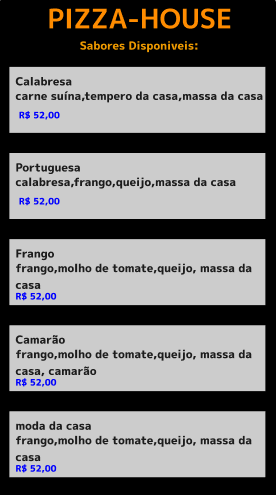 PIZZA-HOUSE
Sabores Disponiveis:
Calabresa
carne suína,tempero da casa,massa da casa
R$ 52,00
Portuguesa
calabresa,frango,queijo,massa da casa
R$ 52,00
Frango
frango,molho de tomate,queijo, massa da
casa
R$ 52,00
Camarão
frango,molho de tomate,queijo, massa da
casa, camarão
R$ 52,00
moda da casa
frango,molho de tomate,queijo, massa da
casa
R$ 52,00